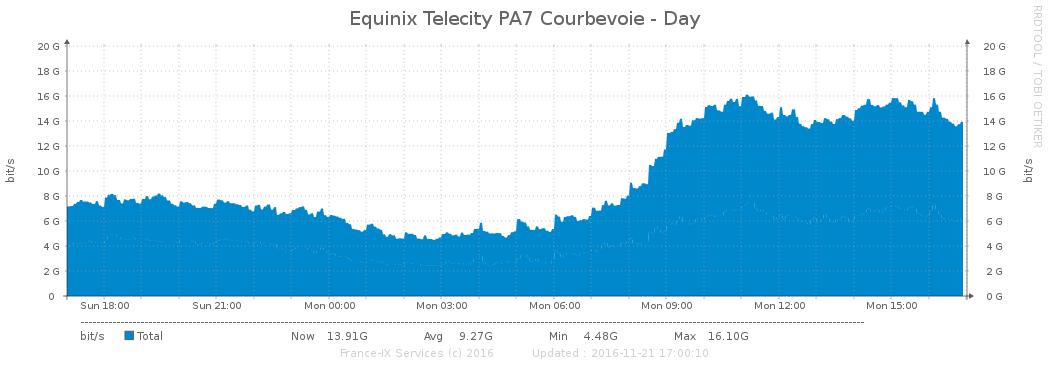 Equinix Telecity PA7 Courbevoie - Day
RRDTOOL / TOBI OETIKER
bit/s
20 G
18 G
16 G
14 G
12 G
10 G
8 G
6 G
4 G
2 G
0
20 G
18 G
16 G
14 G
12 G
10 G
8 G
6 G
4 G
2 G
0 G
bit/s
Sun 18:00 Sun 21:00 Mon 00:00 Mon 03:00 Mon 06:00 Mon 09:00 Mon 12:00 Mon 15:00
bit/s Total Now 13.91G Avg 9.27G Min 4.48G Max 16.10G
France-IX Services (c) 2016 Updated : 2016-11-21 17:00:10